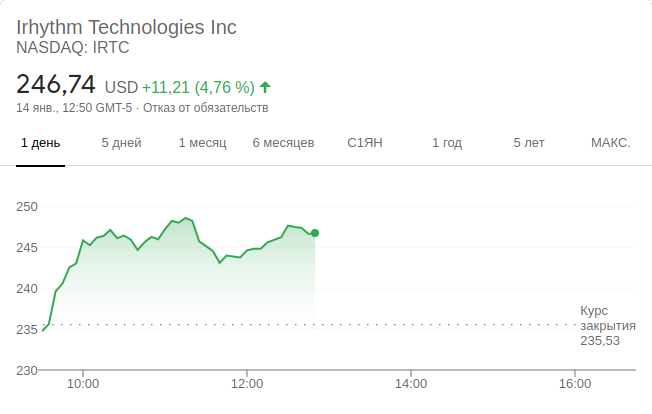 Irhythm Technologies Inc
NASDAQ: IRTC
246,74 USD +11,21 (4,76 %)
14 янв., 12:50 GMT-5 · Отказ от обязательств
1 день 5 дней 1 месяц 6 месяцев С1ЯН 1 год 5 лет МАКС.
250
245
240
235
230
Курс
закрытия
235,53
10:00 12:00 14:00 16:00